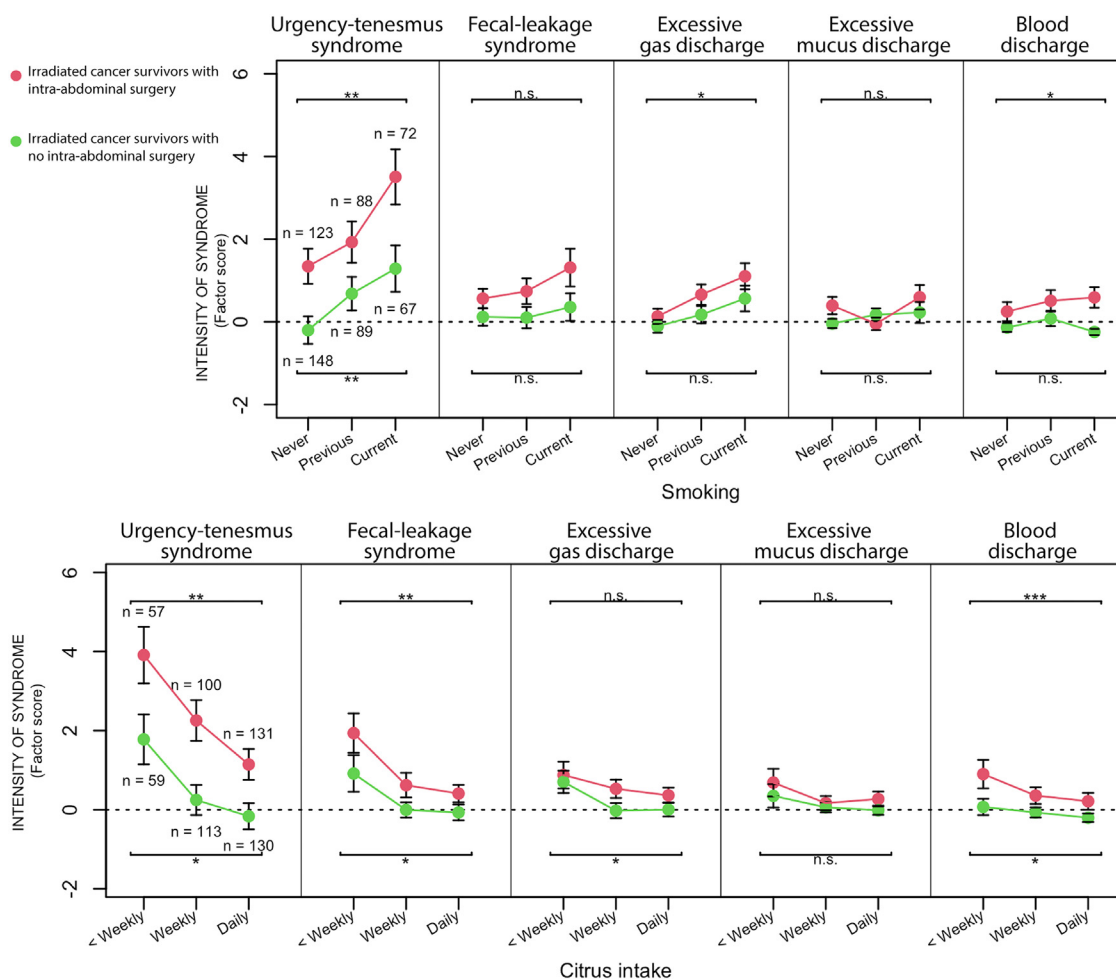 Urgency-tenesmus
syndrome
Fecal-leakage
syndrome
Excessive
gas discharge
Excessive
mucus discharge
Blood
discharge
Irradiated cancer survivors with
intra-abdominal surgery
Irradiated cancer survivors with
no intra-abdominal surgery
INTENSITY OF SYNDROME
(Factor score)
6
4
2
0
-2
**
n.s.
*
n.s.
*
n = 72
n = 88
n = 123
n = 67
n = 89
n = 148
**
n.s.
n.s.
n.s.
n.s.
Never
Previous
Current
Never
Previous
Current
Never
Previous
Current
Never
Previous
Current
Never
Previous
Current
Smoking
Urgency-tenesmus
syndrome
Fecal-leakage
syndrome
Excessive
gas discharge
Excessive
mucus discharge
Blood
discharge
INTENSITY OF SYNDROME
(Factor score)
6
4
2
0
-2
**
**
n.s.
n.s.
***
n = 57
n = 100
n = 131
n = 59
n = 113
n = 130
*
*
*
n.s.
*
< Weekly
Weekly
Daily
< Weekly
Weekly
Daily
< Weekly
Weekly
Daily
< Weekly
Weekly
Daily
< Weekly
Weekly
Daily
Citrus intake